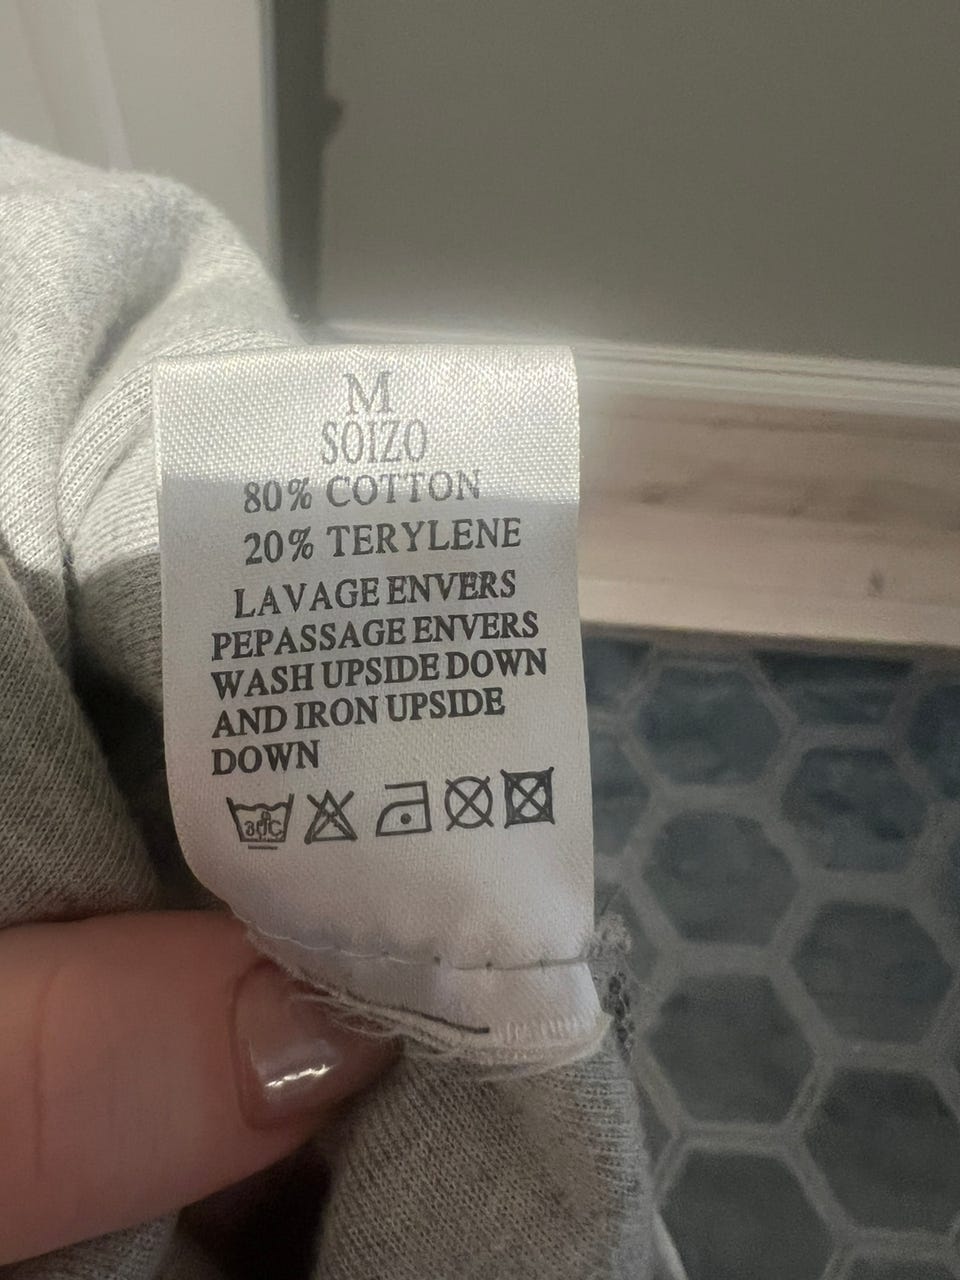 M
SOIZO
80% COTTON
20% TERYLENE
LAVAGE ENVERS
PEPASSAGE ENVERS
WASH UPSIDE DOWN
AND IRON UPSIDE
DOWN
30°C